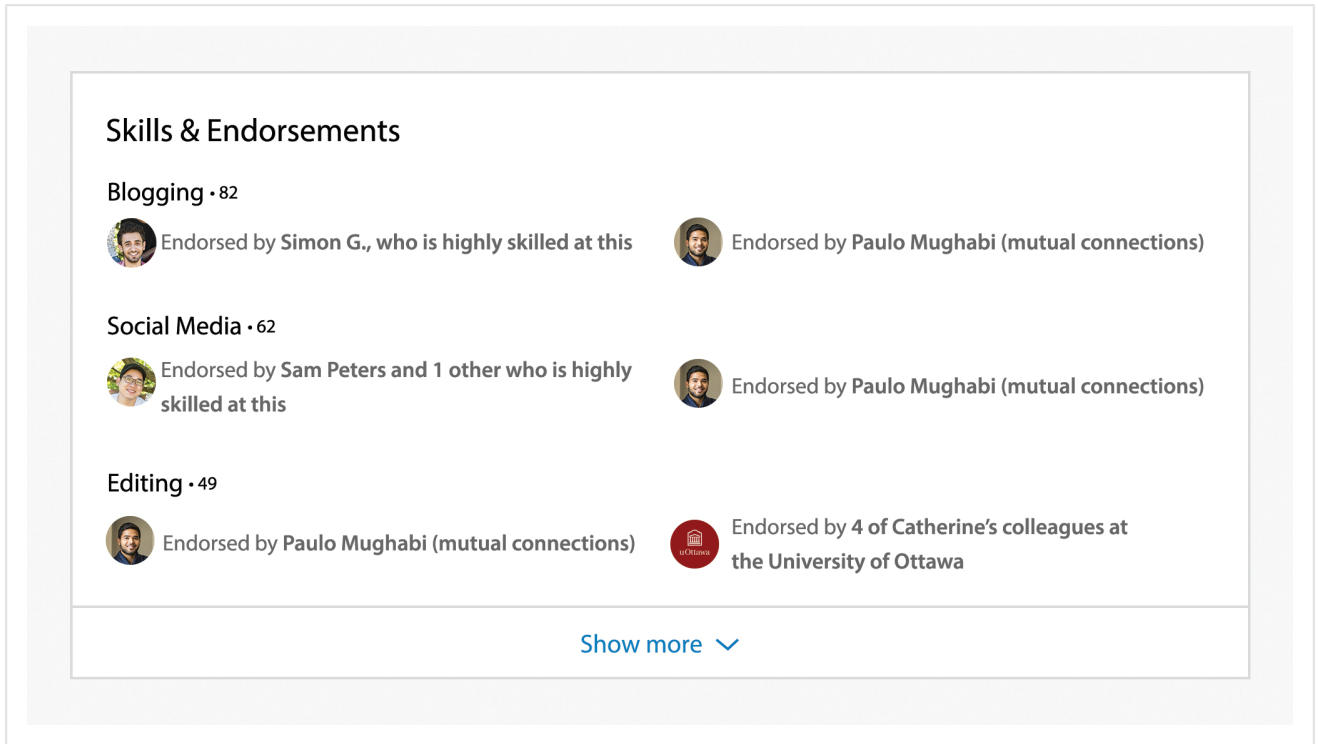 Skills & Endorsements
Blogging • 82
Endorsed by Simon G., who is highly skilled at this
Endorsed by Paulo Mughabi (mutual connections)
Social Media • 62
Endorsed by Sam Peters and 1 other who is highly
skilled at this
Endorsed by Paulo Mughabi (mutual connections)
Editing • 49
Endorsed by Paulo Mughabi (mutual connections)
uOttawa
Endorsed by 4 of Catherine’s colleagues at
the University of Ottawa
Show more